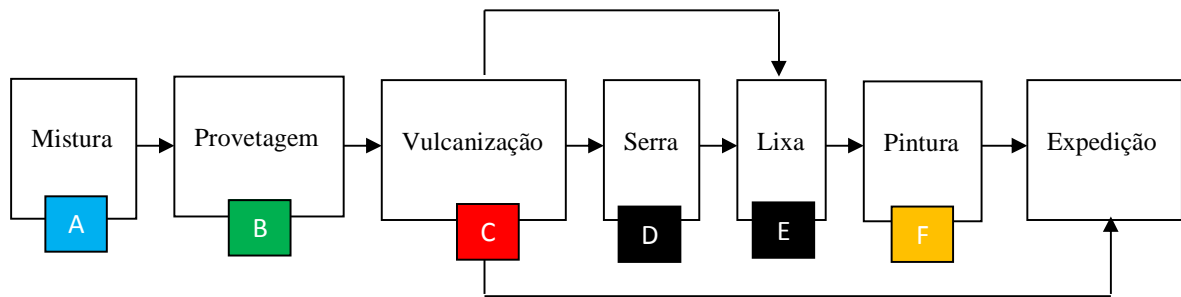 Mistura
Provetagem
Vulcanização
Serra
Lixa
Pintura
Expedição
A
B
C
D
E
F